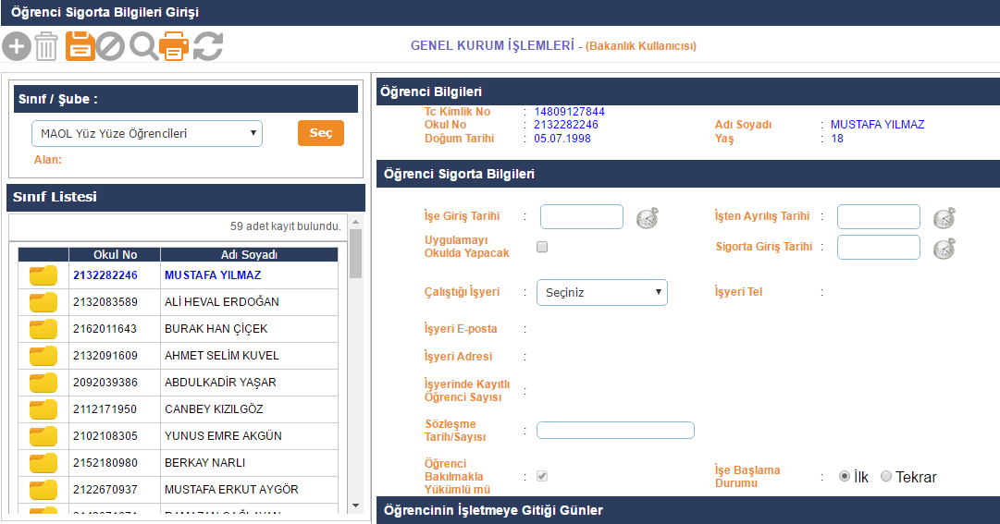 Öğrenci Sigorta Bilgileri Girişi
GENEL KURUM İŞLEMLERİ - (Bakanlık Kullanıcısı)
Sınıf / Şube :
MAOL Yüz Yüze Öğrencileri
Seç
Alan:
Sınıf Listesi
59 adet kayıt bulundu.
Okul No Adı Soyadı
2132282246 MUSTAFA YILMAZ
2132083589 ALİ HEVAL ERDOĞAN
2162011643 BURAK HAN ÇİÇEK
2132091609 AHMET SELİM KUVEL
2092039386 ABDULKADİR YAŞAR
2112171950 CANBEY KIZILGÖZ
2102108305 YUNUS EMRE AKGÜN
2152180980 BERKAY NARLI
2122670937 MUSTAFA ERKUT AYGÖR
Öğrenci Bilgileri
Tc Kimlik No : 14809127844
Okul No : 2132282246 Adı Soyadı : MUSTAFA YILMAZ
Doğum Tarihi : 05.07.1998 Yaş : 18
Öğrenci Sigorta Bilgileri
İşe Giriş Tarihi : İşten Ayrılış Tarihi :
Uygulamayı
Okulda Yapacak Sigorta Giriş Tarihi :
Çalıştığı İşyeri : Seçiniz İşyeri Tel :
İşyeri E-posta :
İşyeri Adresi :
İşyerinde Kayıtlı
Öğrenci Sayısı :
Sözleşme
Tarih/Sayısı :
Öğrenci
Bakılmakla
Yükümlü mü :
İşe Başlama
Durumu : İlk Tekrar
Öğrencinin İşletmeye Gitiği Günler